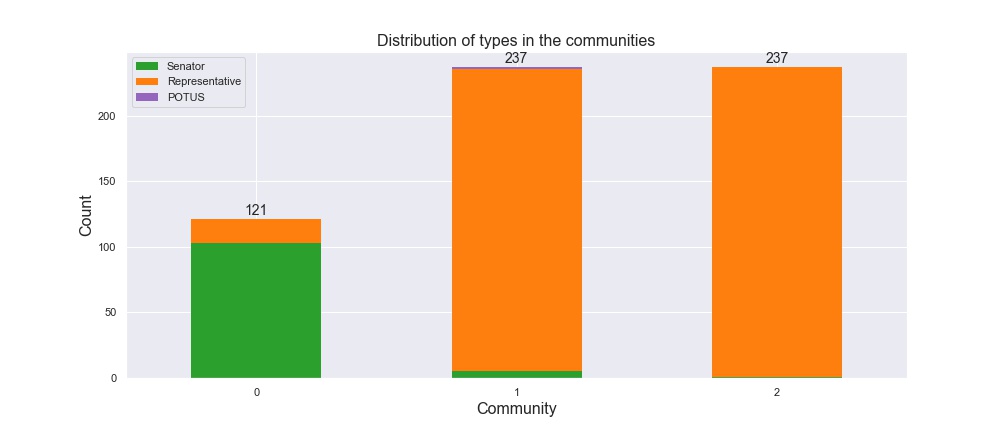 Distribution of types in the communities
Senator
Representative
POTUS
237
237
121
Count
200
150
100
50
0
0
1
2
Community